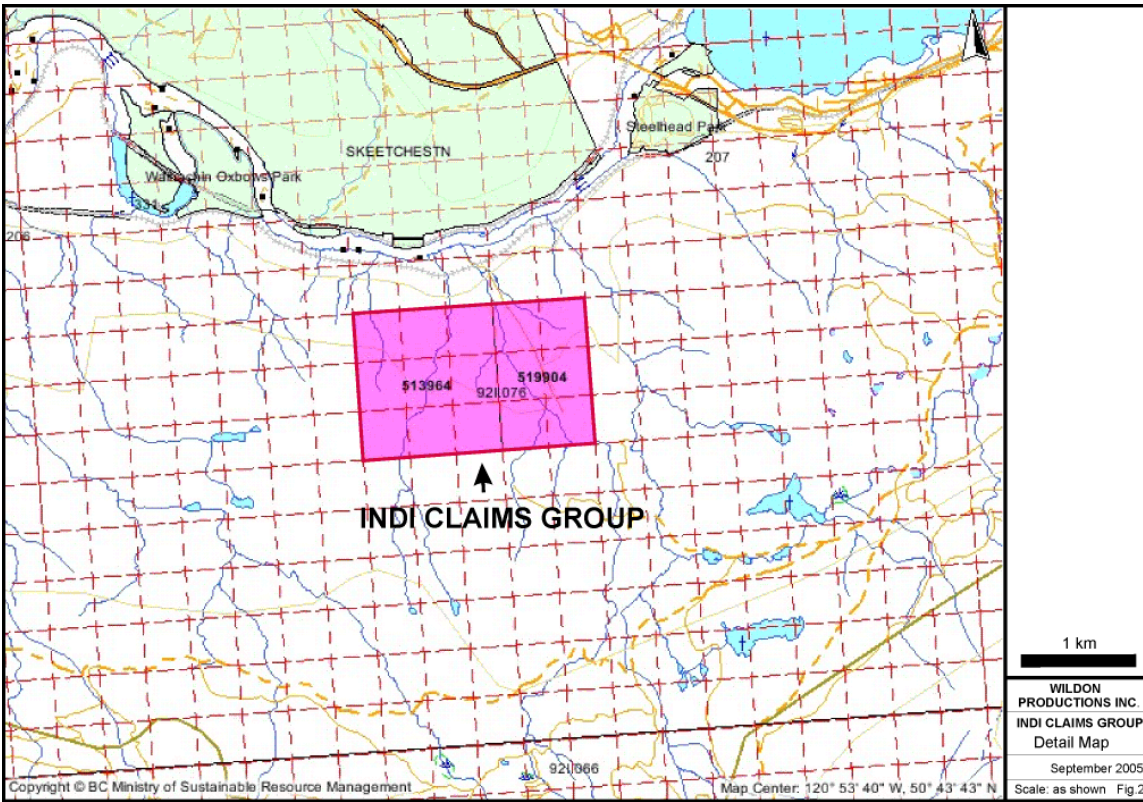 Steelhead Park
207
SKEETCHESTN
Walhachin Oxbows Park
331
206
513964
519904
92I.076
INDI CLAIMS GROUP
92I.066
Copyright © BC Ministry of Sustainable Resource Management
Map Center: 120° 53' 40" W, 50° 43' 43" N
1 km
WILDON
PRODUCTIONS INC.
INDI CLAIMS GROUP
Detail Map
September 2005
Scale: as shown Fig.2